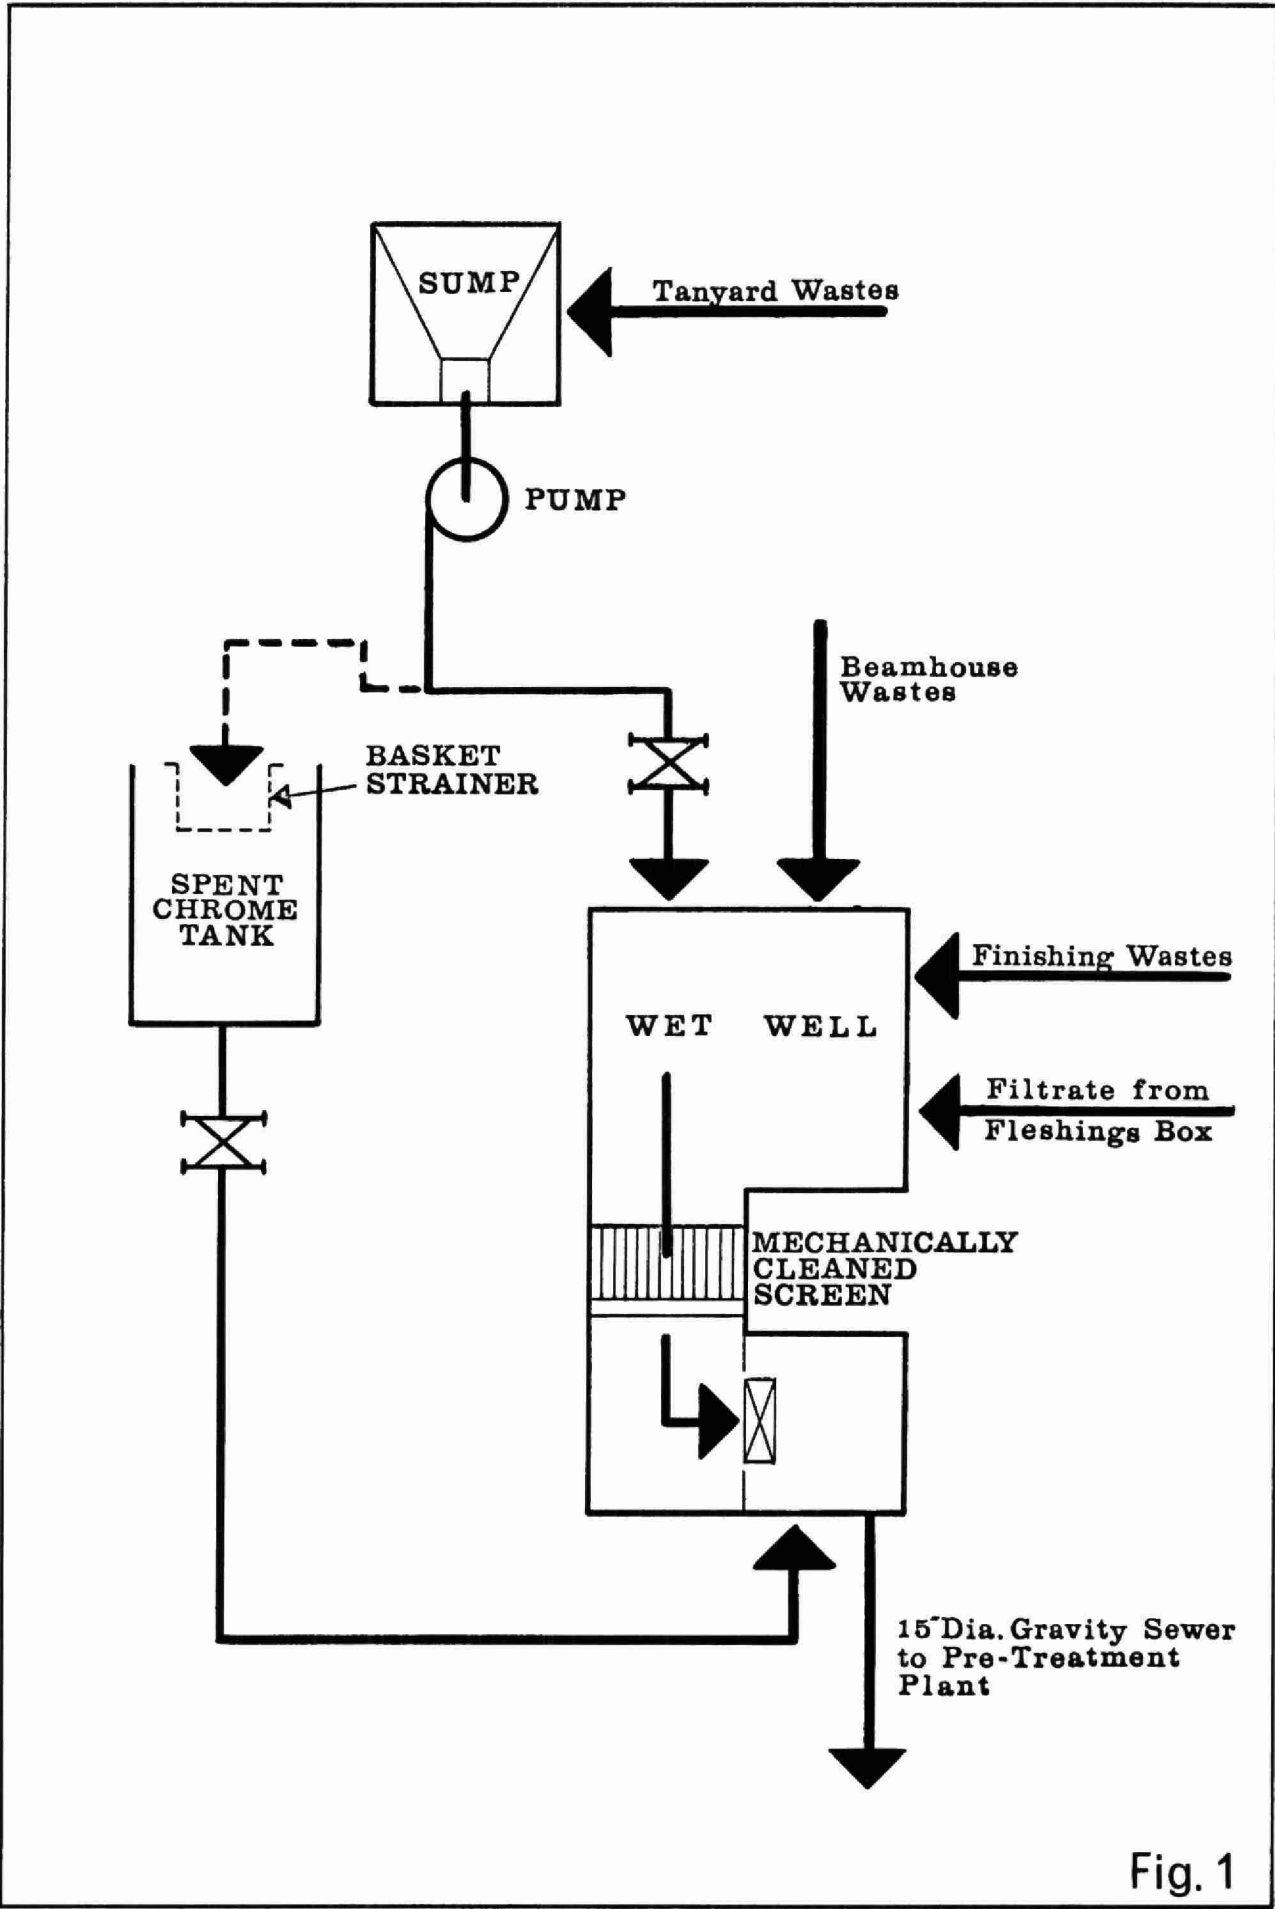 SUMP
Tanyard Wastes
PUMP
Beamhouse
Wastes
BASKET
STRAINER
SPENT
CHROME
TANK
Finishing Wastes
WET WELL
Filtrate from
Fleshings Box
MECHANICALLY
CLEANED
SCREEN
15" Dia. Gravity Sewer
to Pre-Treatment
Plant
Fig. 1